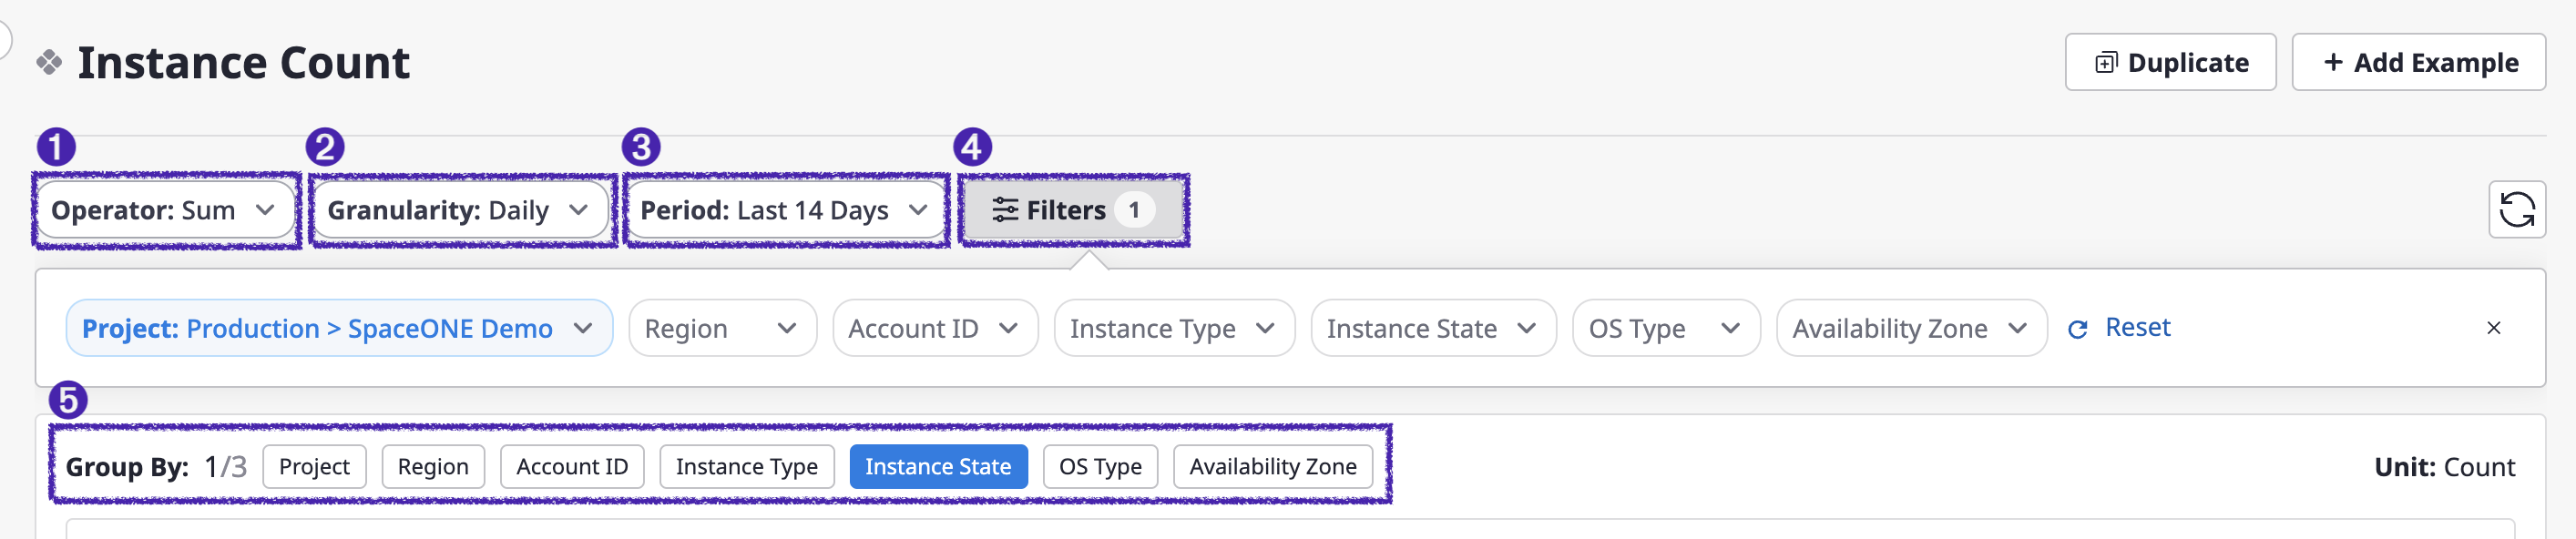 Instance Count
Duplicate
+ Add Example
1
2
3
4
Operator: Sum
Granularity: Daily
Period: Last 14 Days
Filters 1
Project: Production > SpaceONE Demo
Region
Account ID
Instance Type
Instance State
OS Type
Availability Zone
Reset
×
5
Group By: 1/3
Project
Region
Account ID
Instance Type
Instance State
OS Type
Availability Zone
Unit: Count